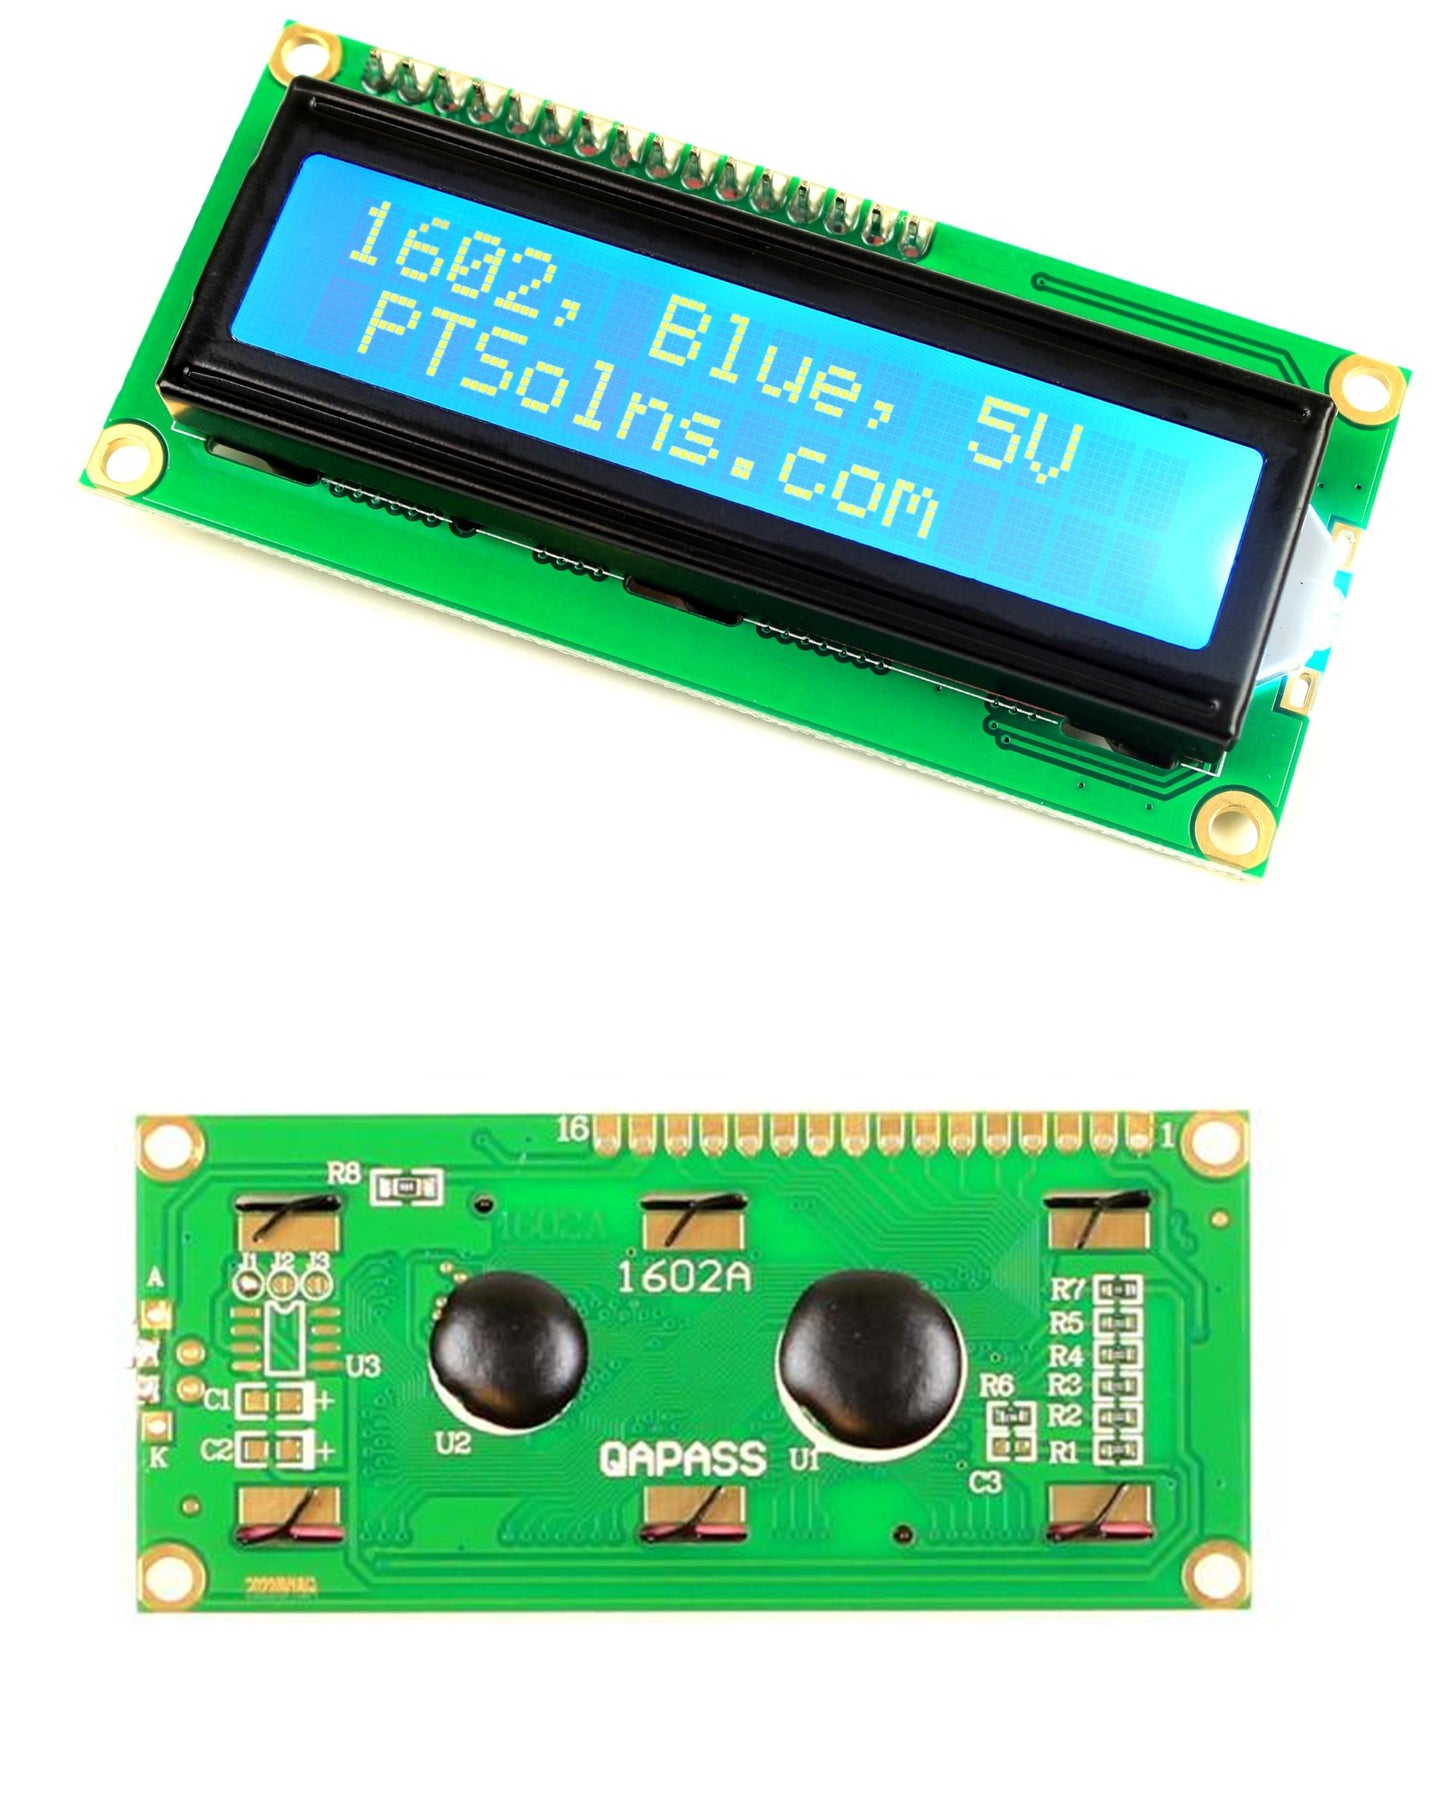 1602, Blue, 5V
PTSolns.com
16
1
R8
J1 J2 J3
A
1602A
R7
R5
U3
R4
C1 +
R6
R3
R2
C2 +
U2
QAPASS
U1
R1
K
C3